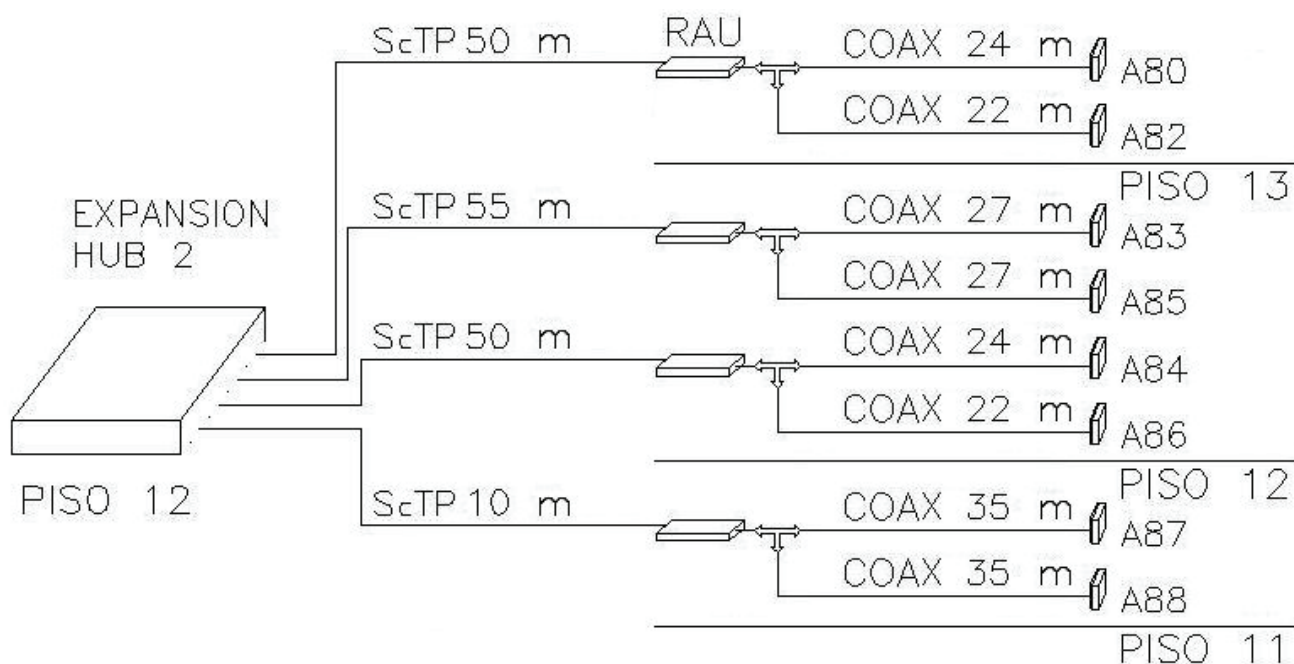 ScTP 50 m
RAU
COAX 24 m
A80
COAX 22 m
A82
PISO 13
EXPANSION
HUB 2
ScTP 55 m
COAX 27 m
A83
COAX 27 m
A85
ScTP 50 m
COAX 24 m
A84
COAX 22 m
A86
PISO 12
PISO 12
ScTP 10 m
COAX 35 m
A87
COAX 35 m
A88
PISO 11